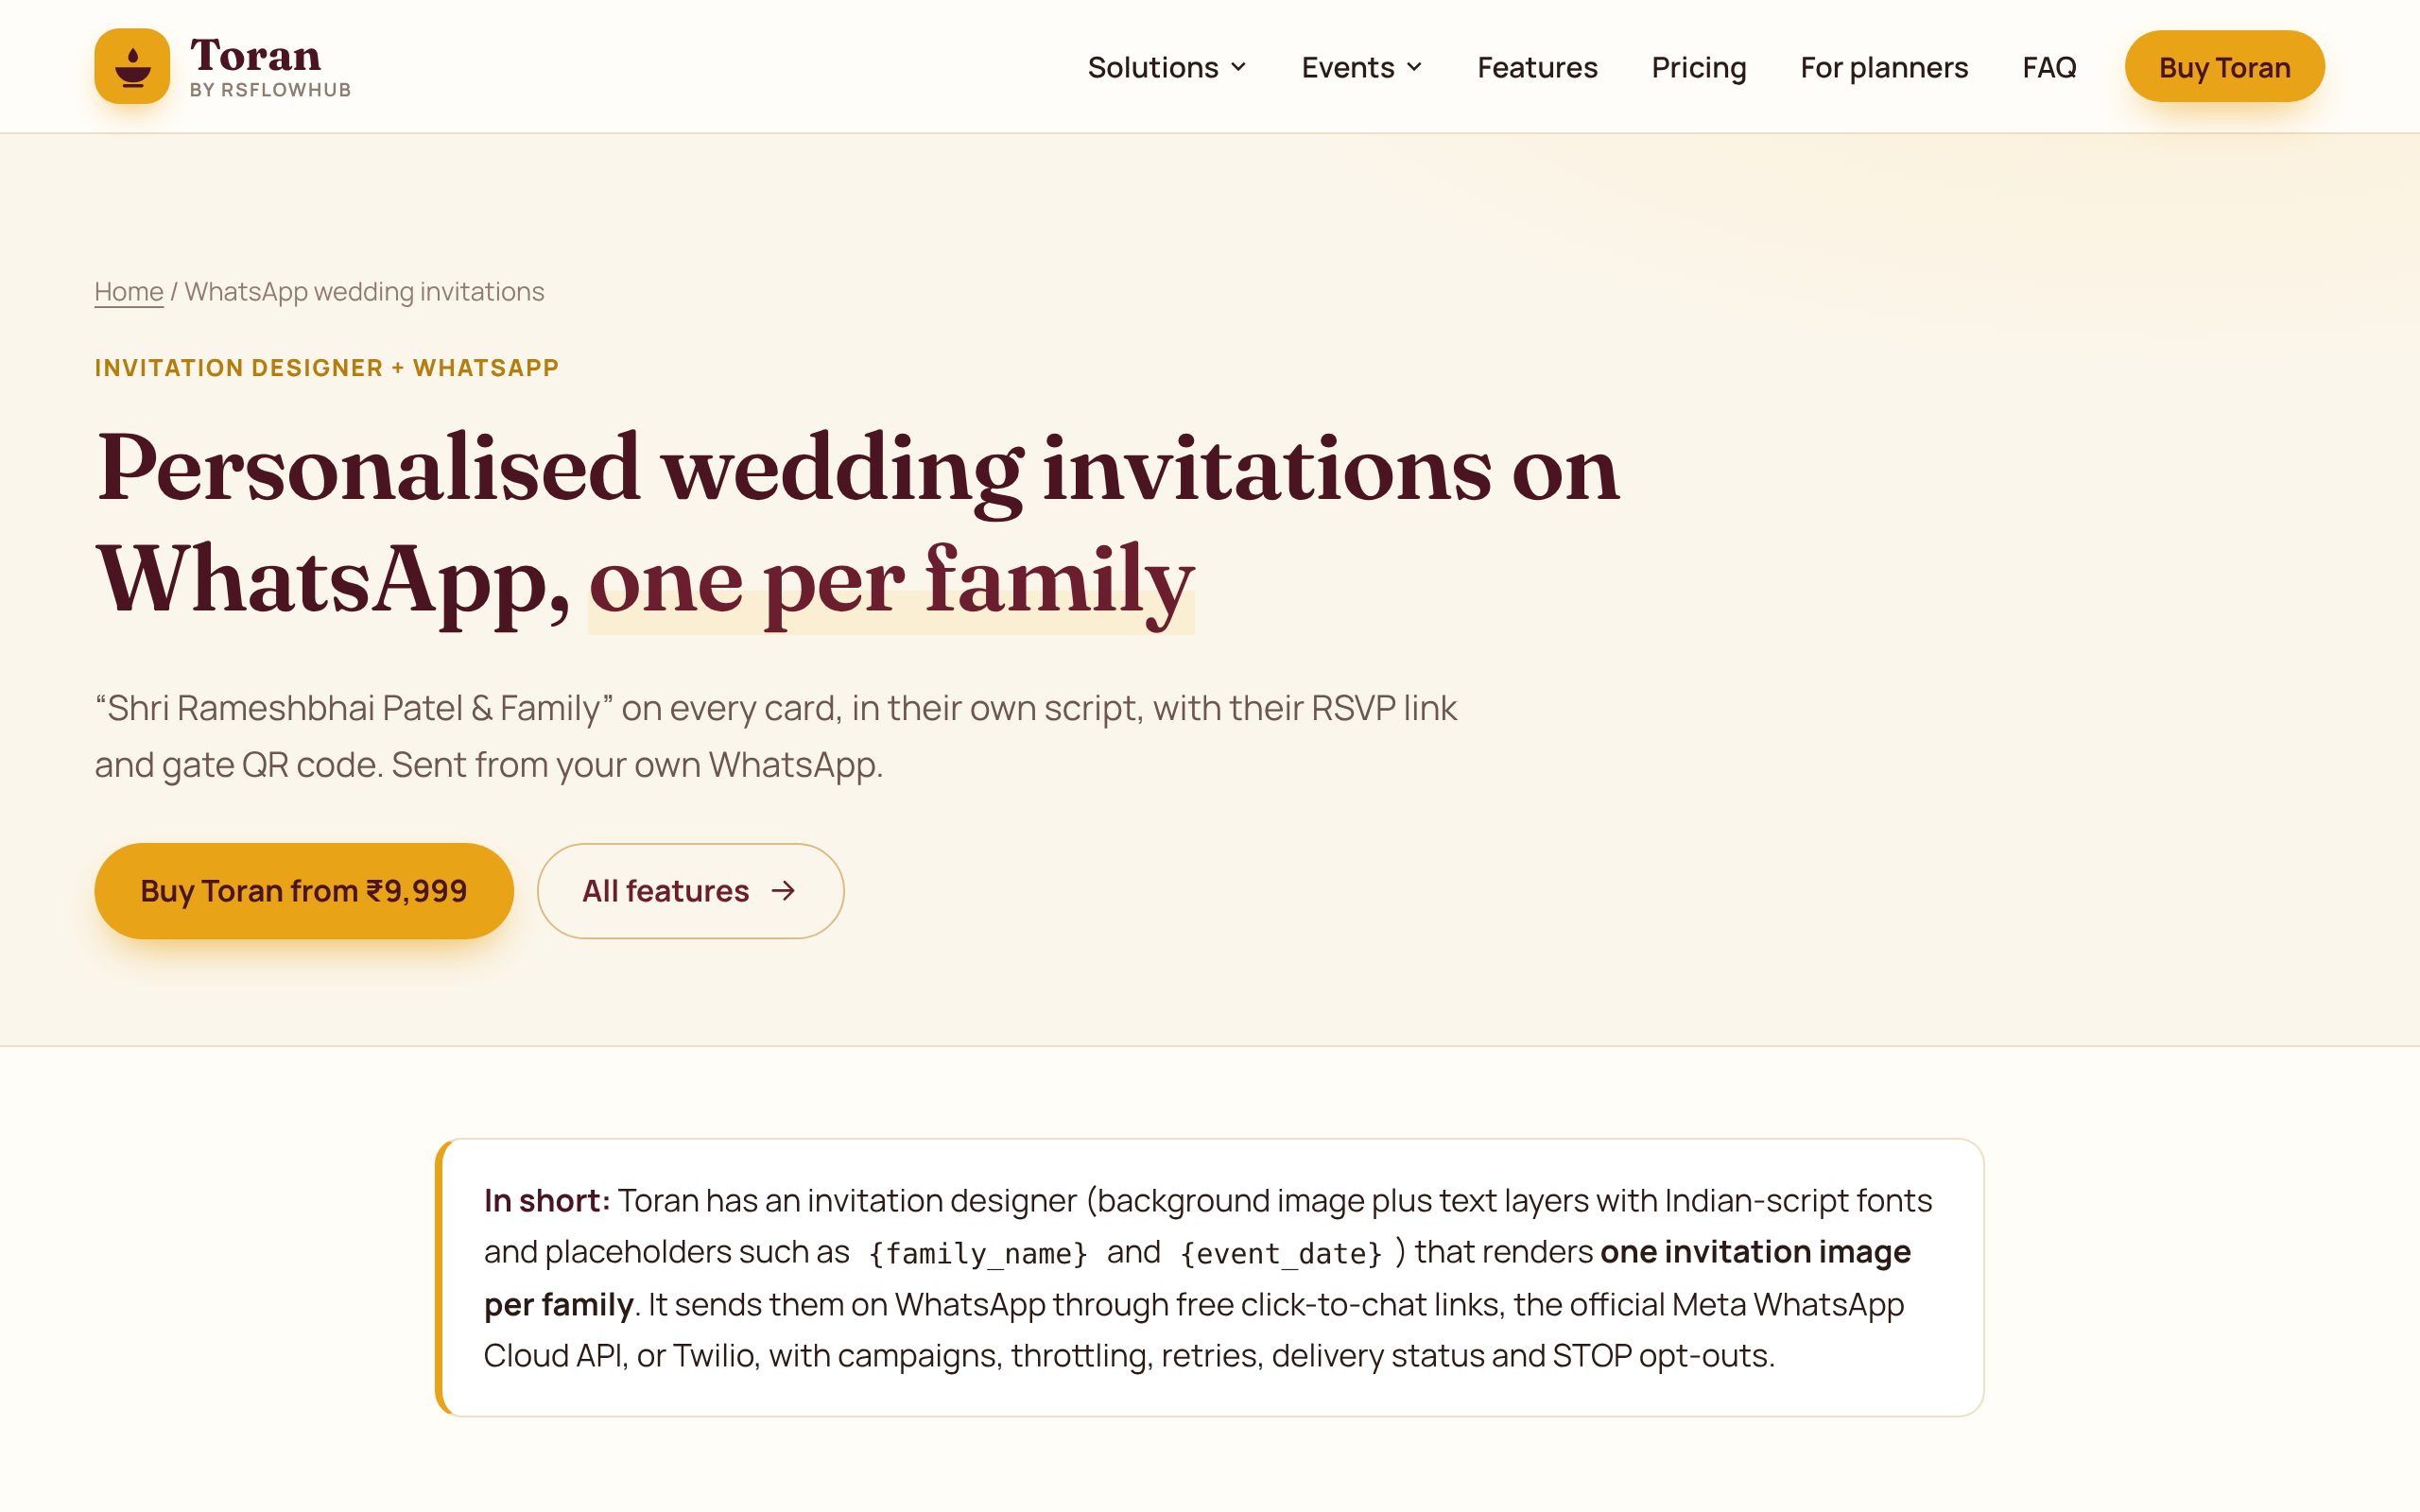 Toran
BY RSFLOWHUB
Solutions
Events
Features
Pricing
For planners
FAQ
Buy Toran
Home / WhatsApp wedding invitations
INVITATION DESIGNER + WHATSAPP
Personalised wedding invitations on
WhatsApp, one per family
“Shri Rameshbhai Patel & Family” on every card, in their own script, with their RSVP link
and gate QR code. Sent from your own WhatsApp.
Buy Toran from ₹9,999
All features →
In short: Toran has an invitation designer (background image plus text layers with Indian-script fonts
and placeholders such as {family_name} and {event_date} ) that renders one invitation image
per family. It sends them on WhatsApp through free click-to-chat links, the official Meta WhatsApp
Cloud API, or Twilio, with campaigns, throttling, retries, delivery status and STOP opt-outs.